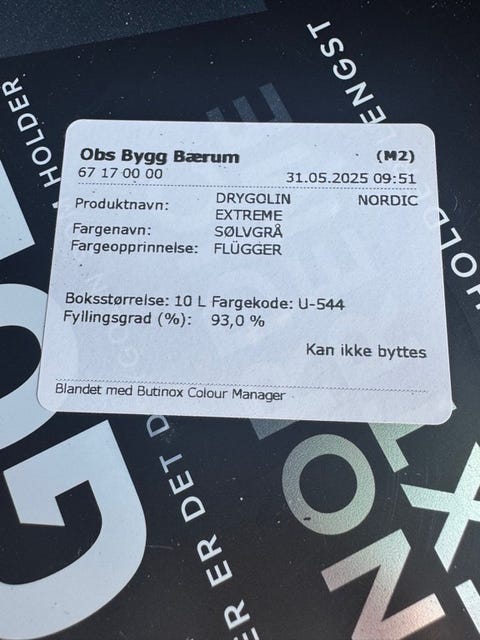 LENGST
HOLDER
Obs Bygg Bærum (M2)
67 17 00 00 31.05.2025 09:51
Produktnavn: DRYGOLIN NORDIC
EXTREME
Fargenavn: SØLVGRÅ
Fargeopprinnelse: FLÜGGER
Boksstørrelse: 10 L Fargekode: U-544
Fyllingsgrad (%): 93,0 %
Kan ikke byttes
Blandet med Butinox Colour Manager
ER DET